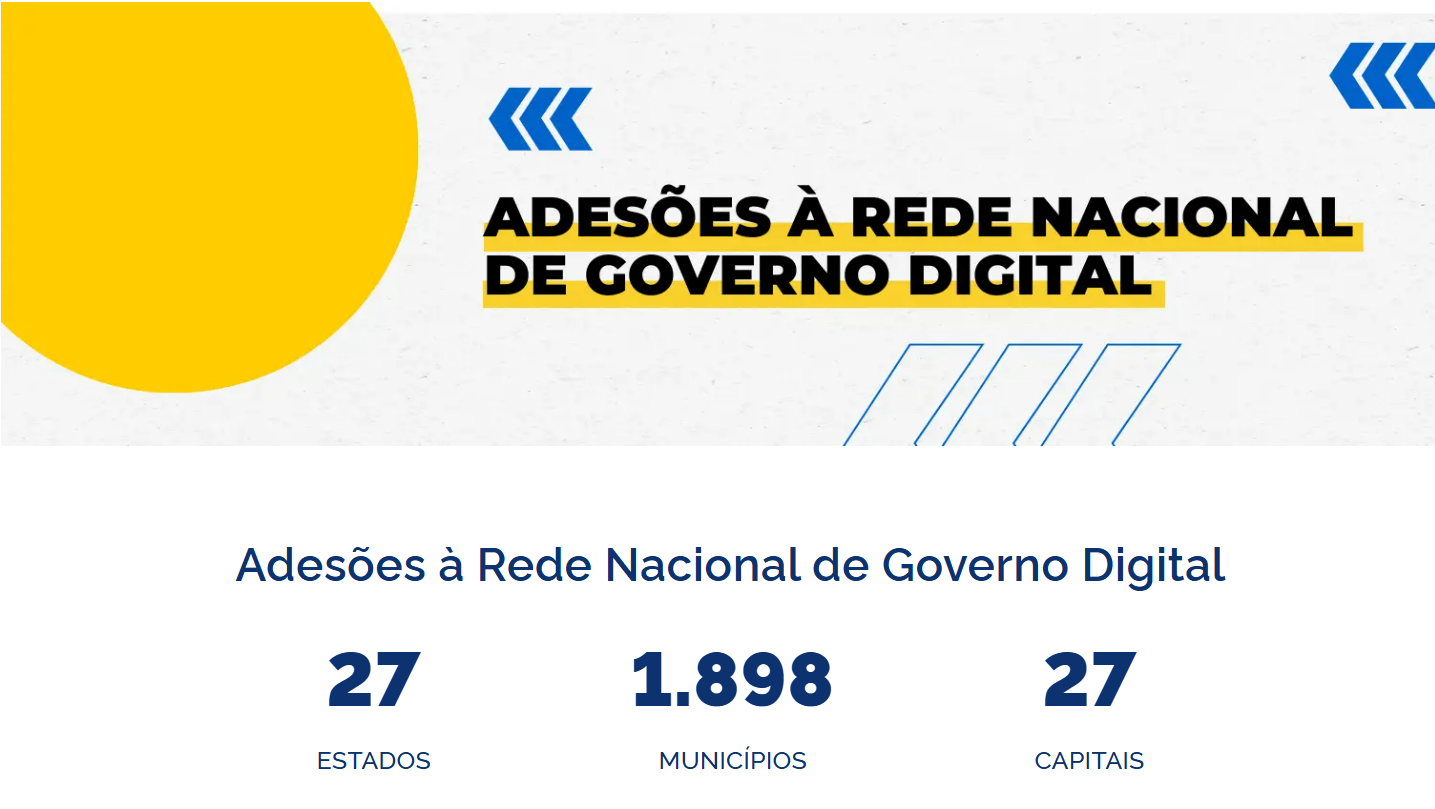 ADESÕES À REDE NACIONAL
DE GOVERNO DIGITAL
Adesões à Rede Nacional de Governo Digital
27
1.898
27
ESTADOS
MUNICÍPIOS
CAPITAIS